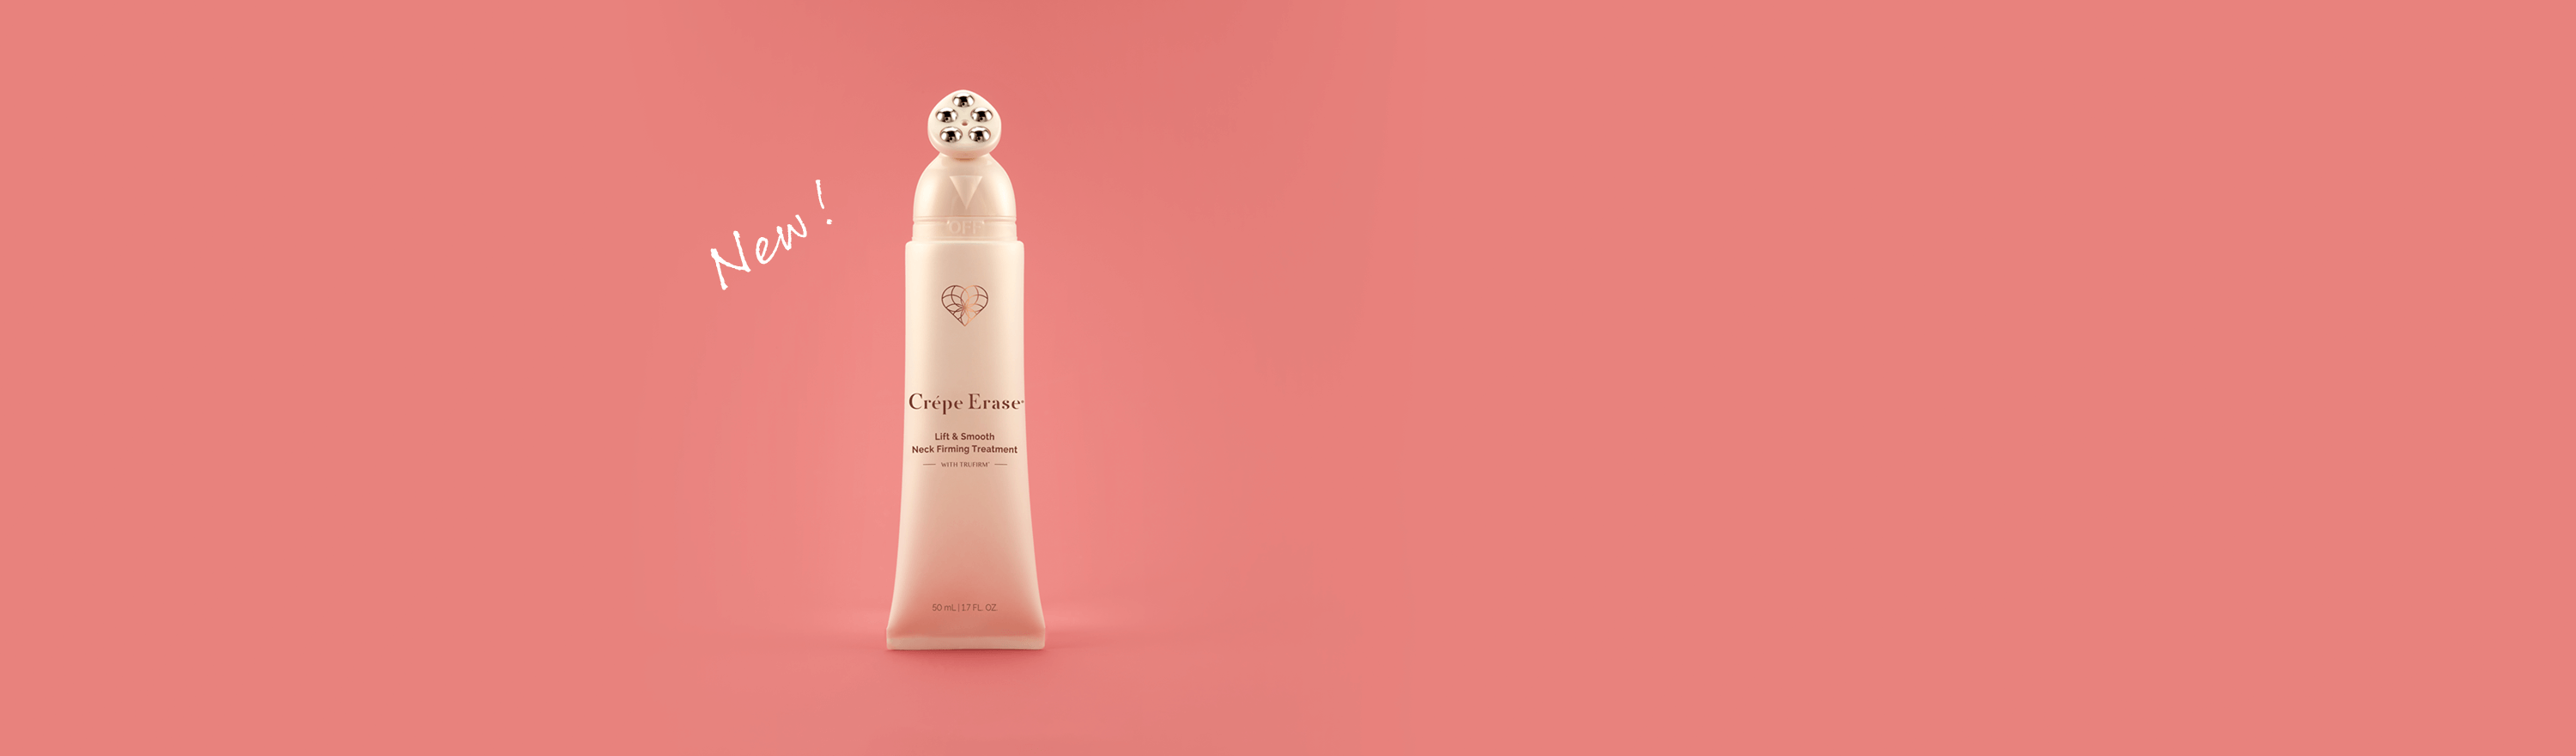 New!
OFF
Crépe Erase®
Lift & Smooth
Neck Firming Treatment
WITH TRUFIRM®
50 mL | 1.7 FL. OZ.